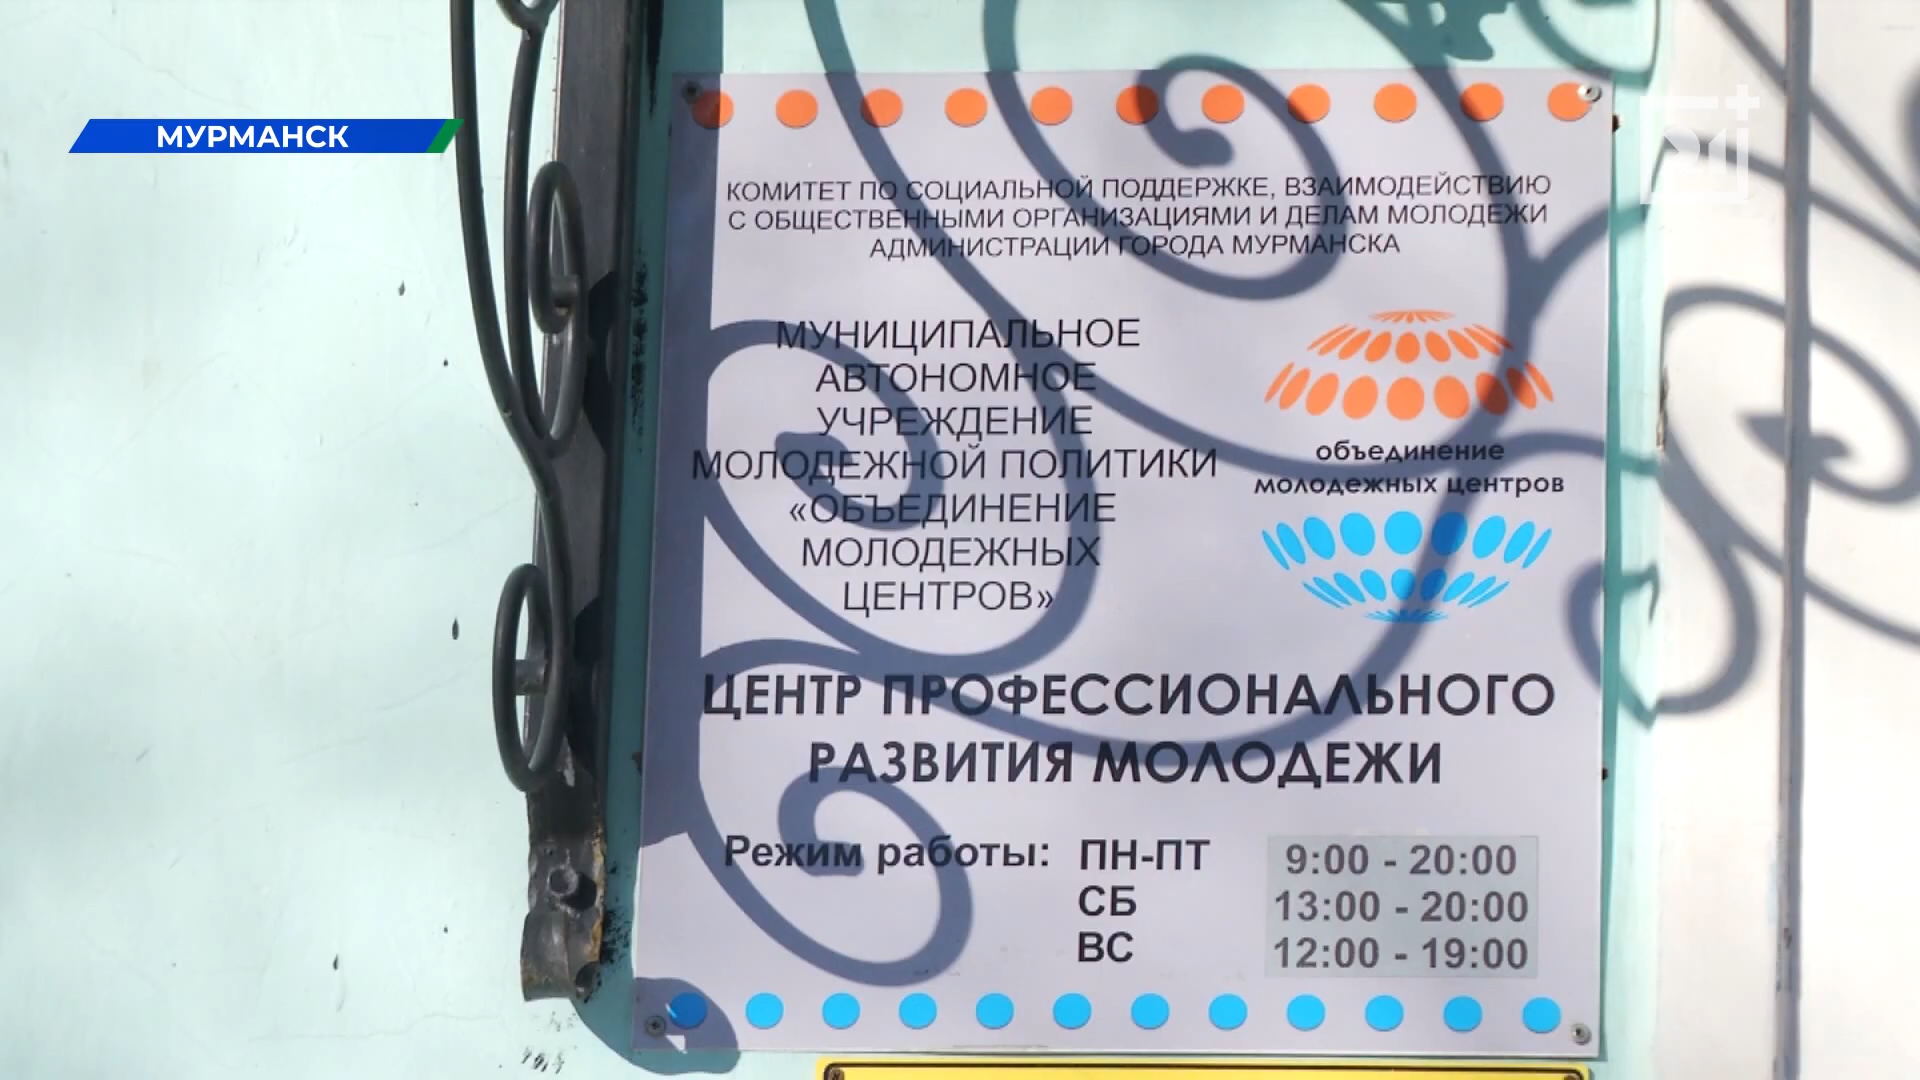 МУРМАНСК
КОМИТЕТ ПО СОЦИАЛЬНОЙ ПОДДЕРЖКЕ, ВЗАИМОДЕЙСТВИЮ
С ОБЩЕСТВЕННЫМИ ОРГАНИЗАЦИЯМИ И ДЕЛАМ МОЛОДЕЖИ
АДМИНИСТРАЦИИ ГОРОДА МУРМАНСКА
МУНИЦИПАЛЬНОЕ
АВТОНОМНОЕ
УЧРЕЖДЕНИЕ
МОЛОДЕЖНОЙ ПОЛИТИКИ
«ОБЪЕДИНЕНИЕ
МОЛОДЕЖНЫХ
ЦЕНТРОВ»
объединение
молодежных центров
ЦЕНТР ПРОФЕССИОНАЛЬНОГО
РАЗВИТИЯ МОЛОДЕЖИ
Режим работы: ПН-ПТ 9:00 - 20:00
СБ 13:00 - 20:00
ВС 12:00 - 19:00